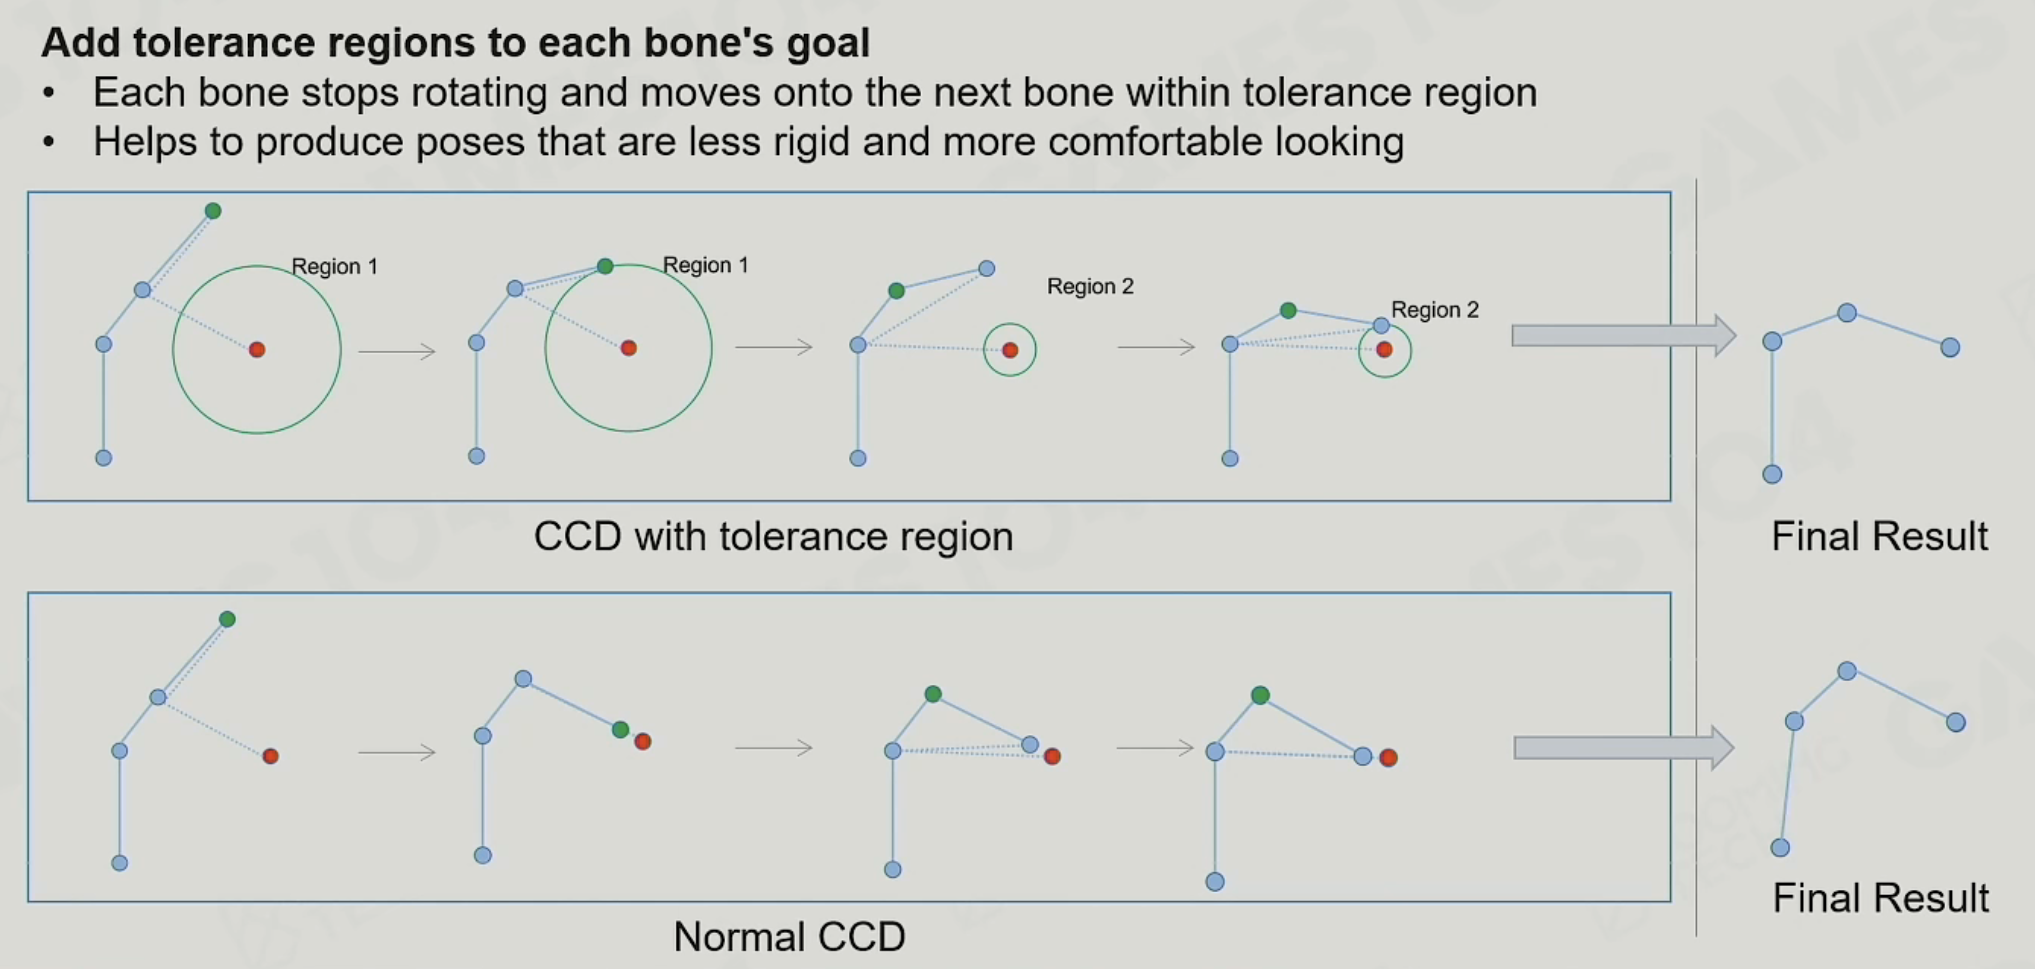 Add tolerance regions to each bone's goal
• Each bone stops rotating and moves onto the next bone within tolerance region
• Helps to produce poses that are less rigid and more comfortable looking
Region 1
Region 1
Region 2
Region 2
CCD with tolerance region
Final Result
Normal CCD
Final Result